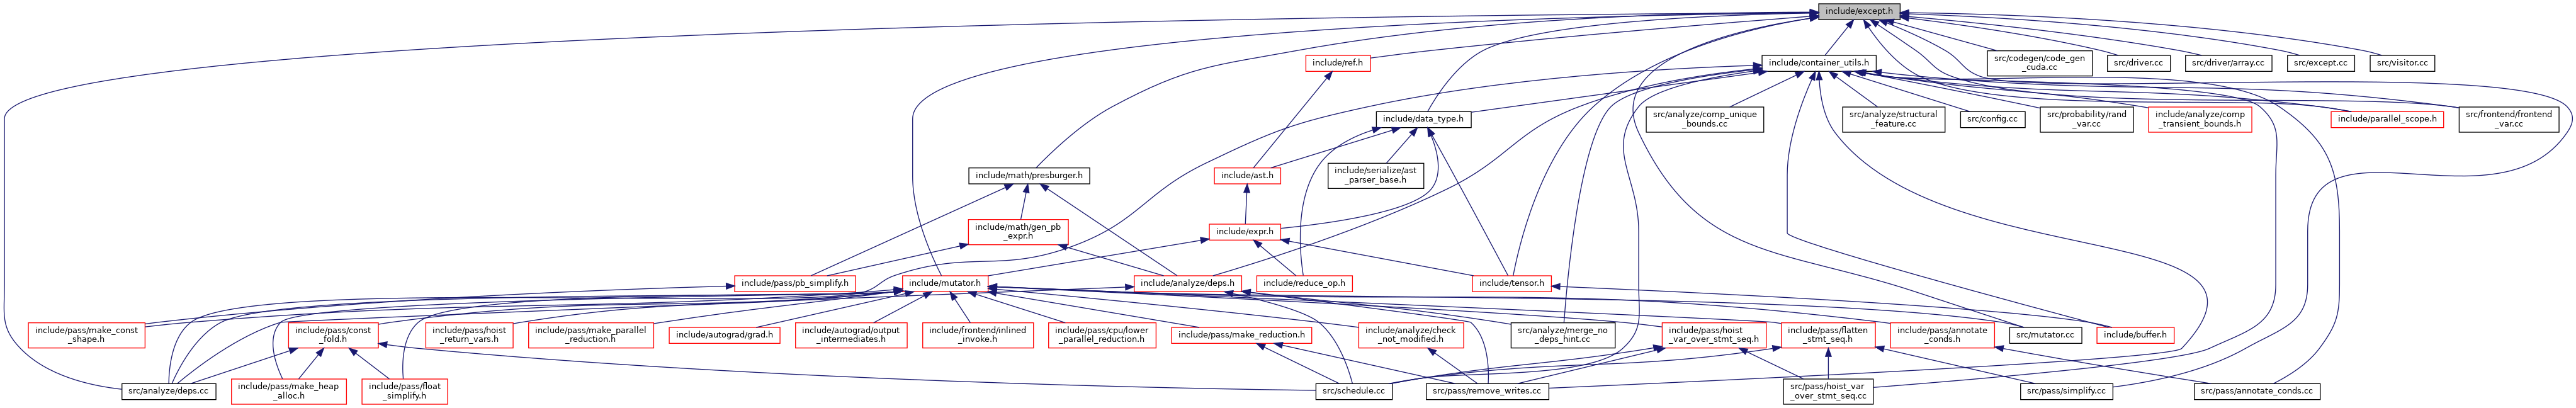 include/except.h
include/ref.h
include/container_utils.h
src/codegen/code_gen
_cuda.cc
src/driver.cc
src/driver/array.cc
src/except.cc
src/visitor.cc
include/data_type.h
src/analyze/comp_unique
_bounds.cc
src/analyze/structural
_feature.cc
src/config.cc
src/probability/rand
_var.cc
include/analyze/comp
_transient_bounds.h
include/parallel_scope.h
src/frontend/frontend
_var.cc
include/math/presburger.h
include/ast.h
include/serialize/ast
_parser_base.h
include/math/gen_pb
_expr.h
include/expr.h
include/pass/pb_simplify.h
include/mutator.h
include/analyze/deps.h
include/reduce_op.h
include/tensor.h
include/pass/make_const
_shape.h
include/pass/const
_fold.h
include/pass/hoist
_return_vars.h
include/pass/make_parallel
_reduction.h
include/autograd/grad.h
include/autograd/output
_intermediates.h
include/frontend/inlined
_invoke.h
include/pass/cpu/lower
_parallel_reduction.h
include/pass/make_reduction.h
include/analyze/check
_not_modified.h
src/analyze/merge_no
_deps_hint.cc
include/pass/hoist
_var_over_stmt_seq.h
include/pass/flatten
_stmt_seq.h
include/pass/annotate
_conds.h
src/mutator.cc
include/buffer.h
src/analyze/deps.cc
include/pass/make_heap
_alloc.h
include/pass/float
_simplify.h
src/schedule.cc
src/pass/remove_writes.cc
src/pass/hoist_var
_over_stmt_seq.cc
src/pass/simplify.cc
src/pass/annotate_conds.cc